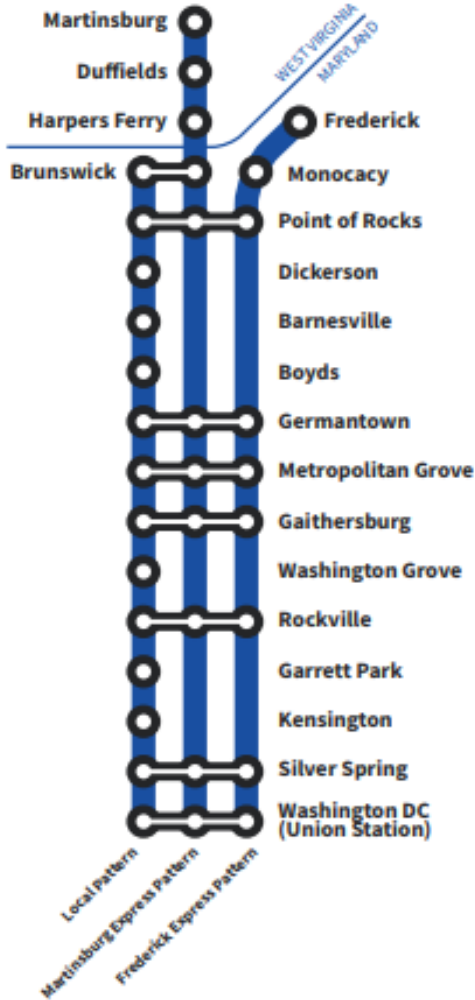 Martinsburg
Duffields
WEST VIRGINIA
MARYLAND
Harpers Ferry
Frederick
Brunswick
Monocacy
Point of Rocks
Dickerson
Barnesville
Boyds
Germantown
Metropolitan Grove
Gaithersburg
Washington Grove
Rockville
Garrett Park
Kensington
Silver Spring
Washington DC
(Union Station)
Local Pattern
Martinsburg Express Pattern
Frederick Express Pattern